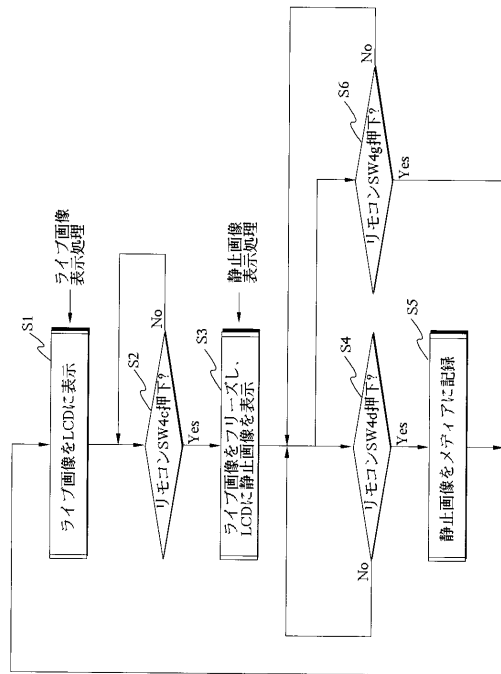 S1
ライブ画像をLCDに表示
ライブ画像
表示処理
S2
リモコンSW4c押下?
No
Yes
S3
ライブ画像をフリーズし、
LCDに静止画像を表示
静止画像
表示処理
S4
リモコンSW4d押下?
No
Yes
S6
リモコンSW4g押下?
No
Yes
S5
静止画像をメディアに記録